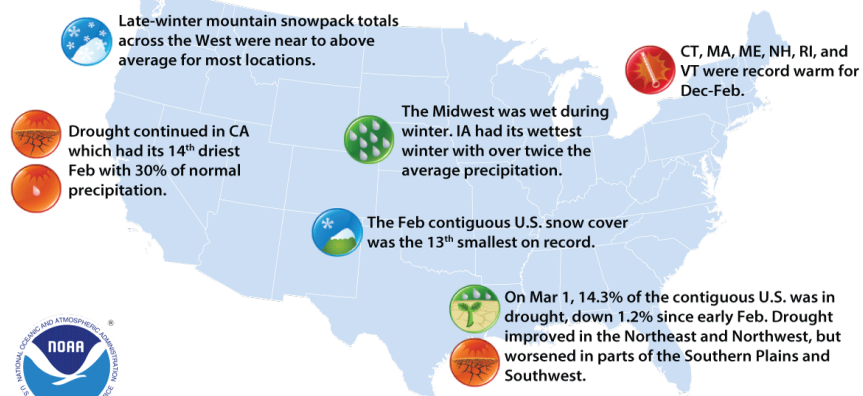 Late-winter mountain snowpack totals
across the West were near to above
average for most locations.
CT, MA, ME, NH, RI, and
VT were record warm for
Dec-Feb.
The Midwest was wet during
winter. IA had its wettest
winter with over twice the
average precipitation.
Drought continued in CA
which had its 14th driest
Feb with 30% of normal
precipitation.
The Feb contiguous U.S. snow cover
was the 13th smallest on record.
On Mar 1, 14.3% of the contiguous U.S. was in
drought, down 1.2% since early Feb. Drought
improved in the Northeast and Northwest, but
worsened in parts of the Southern Plains and
Southwest.
NATIONAL OCEANIC AND ATMOSPHERIC ADMINISTRATION
®
NOAA
U.S.